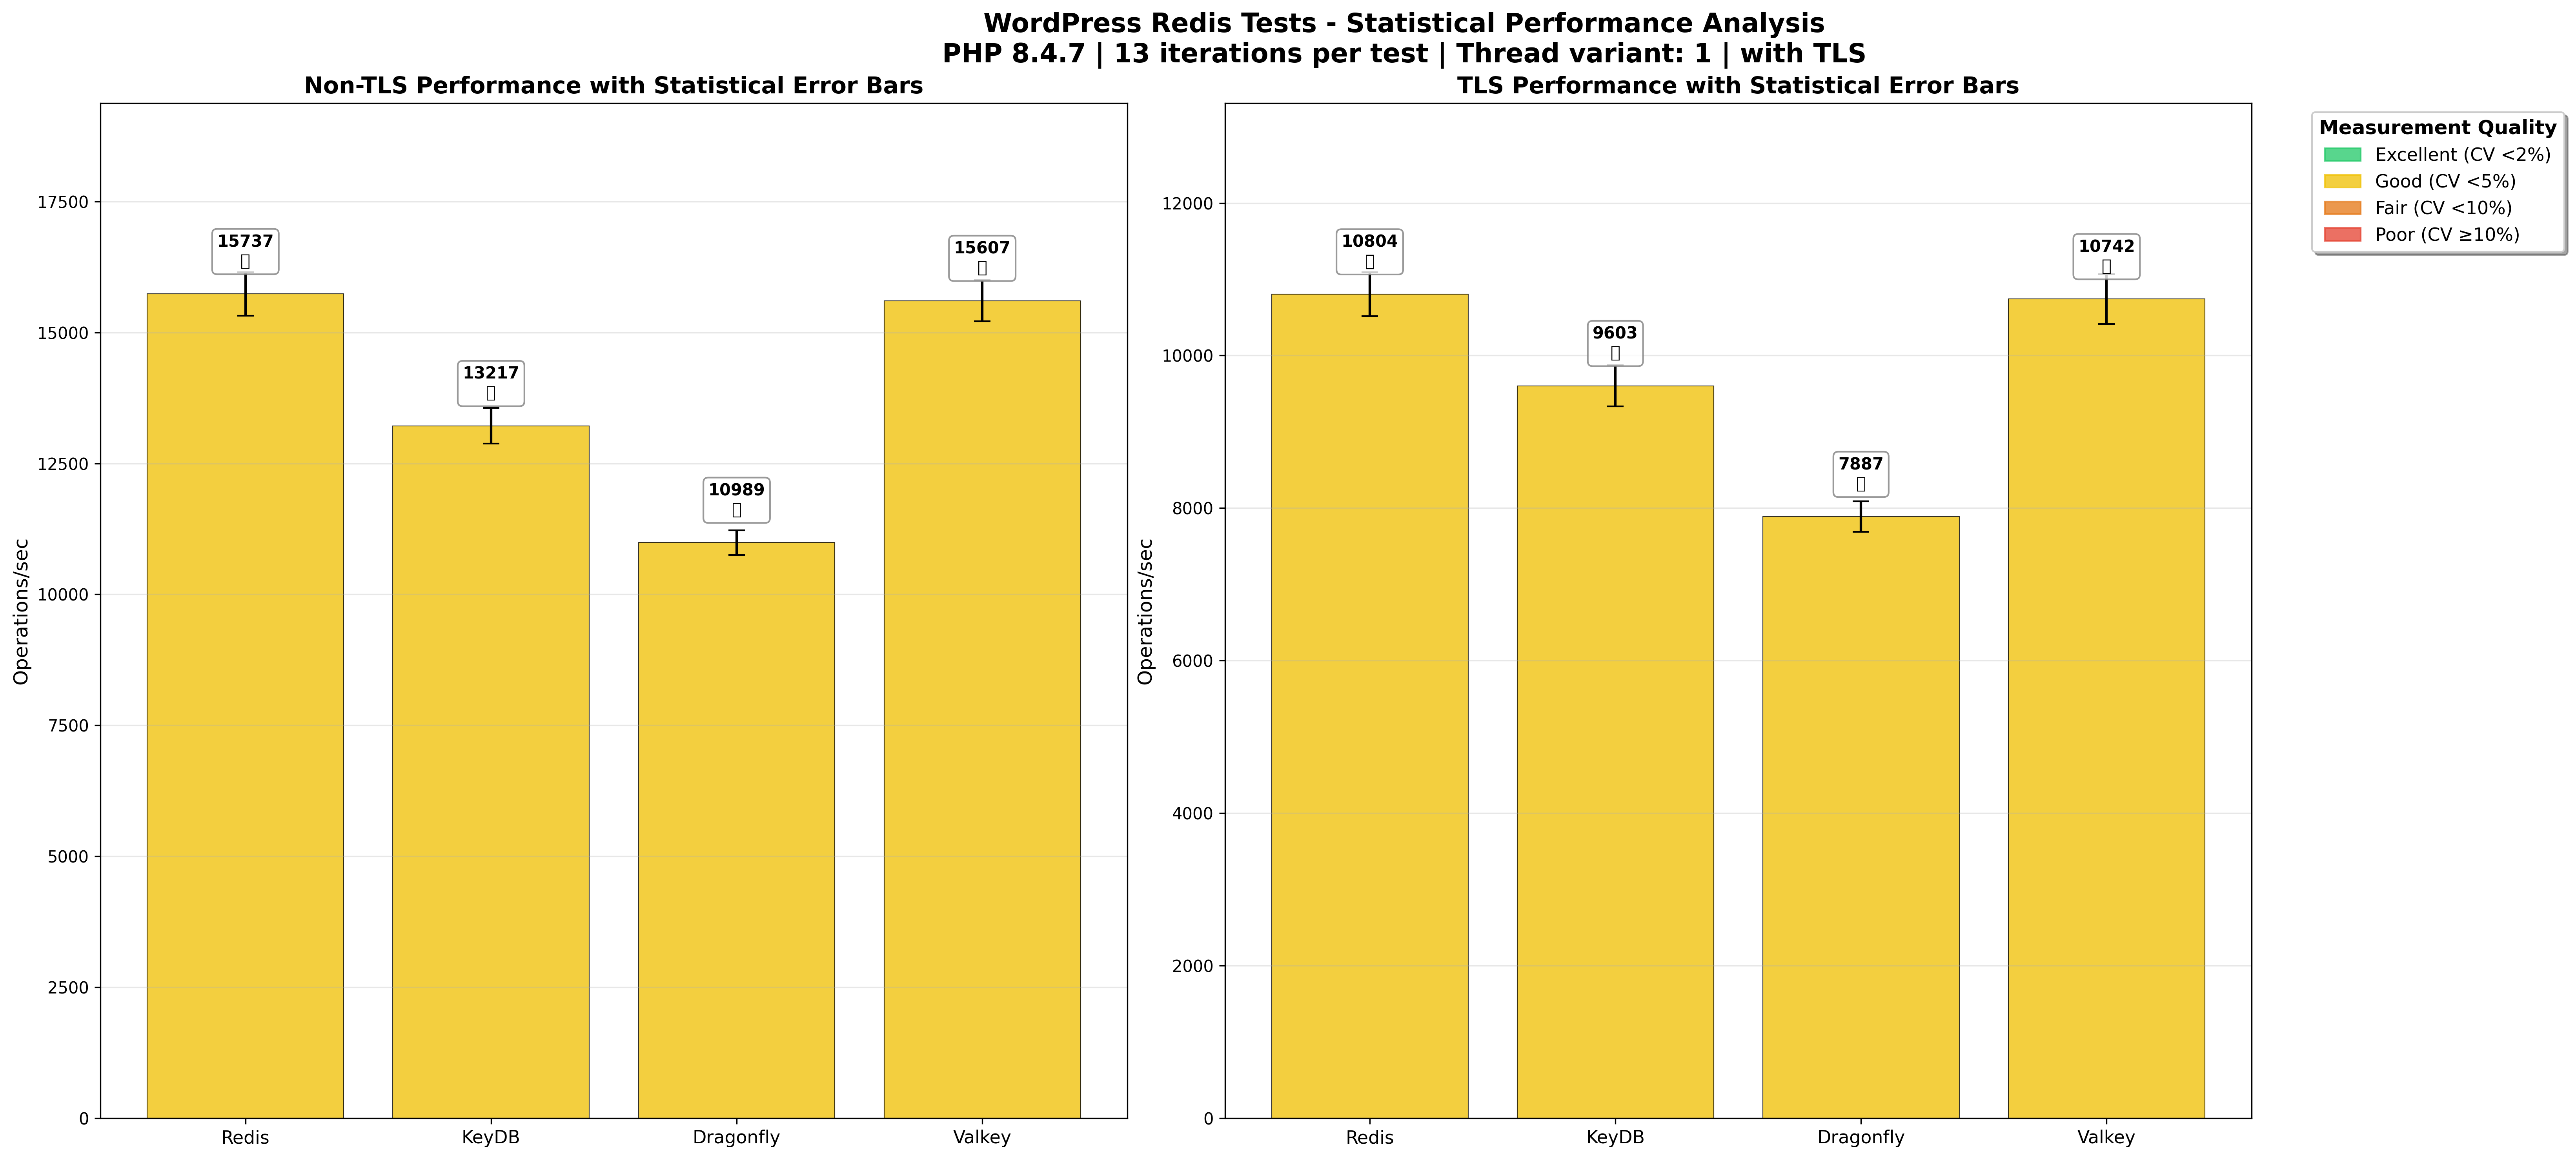 WordPress Redis Tests - Statistical Performance Analysis
PHP 8.4.7 | 13 iterations per test | Thread variant: 1 | with TLS
Non-TLS Performance with Statistical Error Bars
Operations/sec
17500
15000
12500
10000
7500
5000
2500
0
15737
13217
10989
15607
Redis
KeyDB
Dragonfly
Valkey
TLS Performance with Statistical Error Bars
Operations/sec
12000
10000
8000
6000
4000
2000
0
10804
9603
7887
10742
Redis
KeyDB
Dragonfly
Valkey
Measurement Quality
Excellent (CV <2%)
Good (CV <5%)
Fair (CV <10%)
Poor (CV ≥10%)